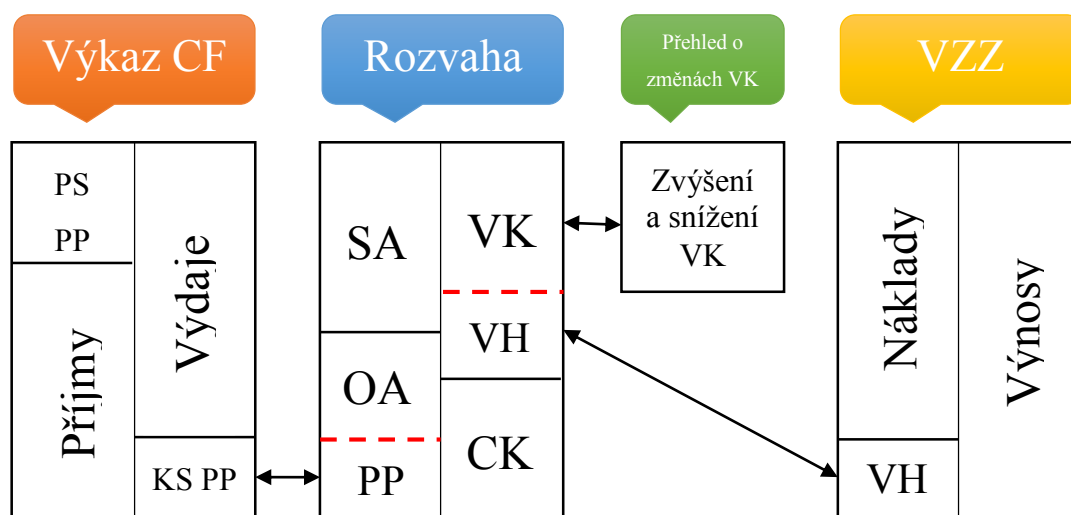 Výkaz CF
Rozvaha
Přehled o
změnách VK
VZZ
PS
PP
Příjmy
Výdaje
KS PP
SA
OA
PP
VK
VH
CK
Zvýšení
a snížení
VK
Náklady
VH
Výnosy